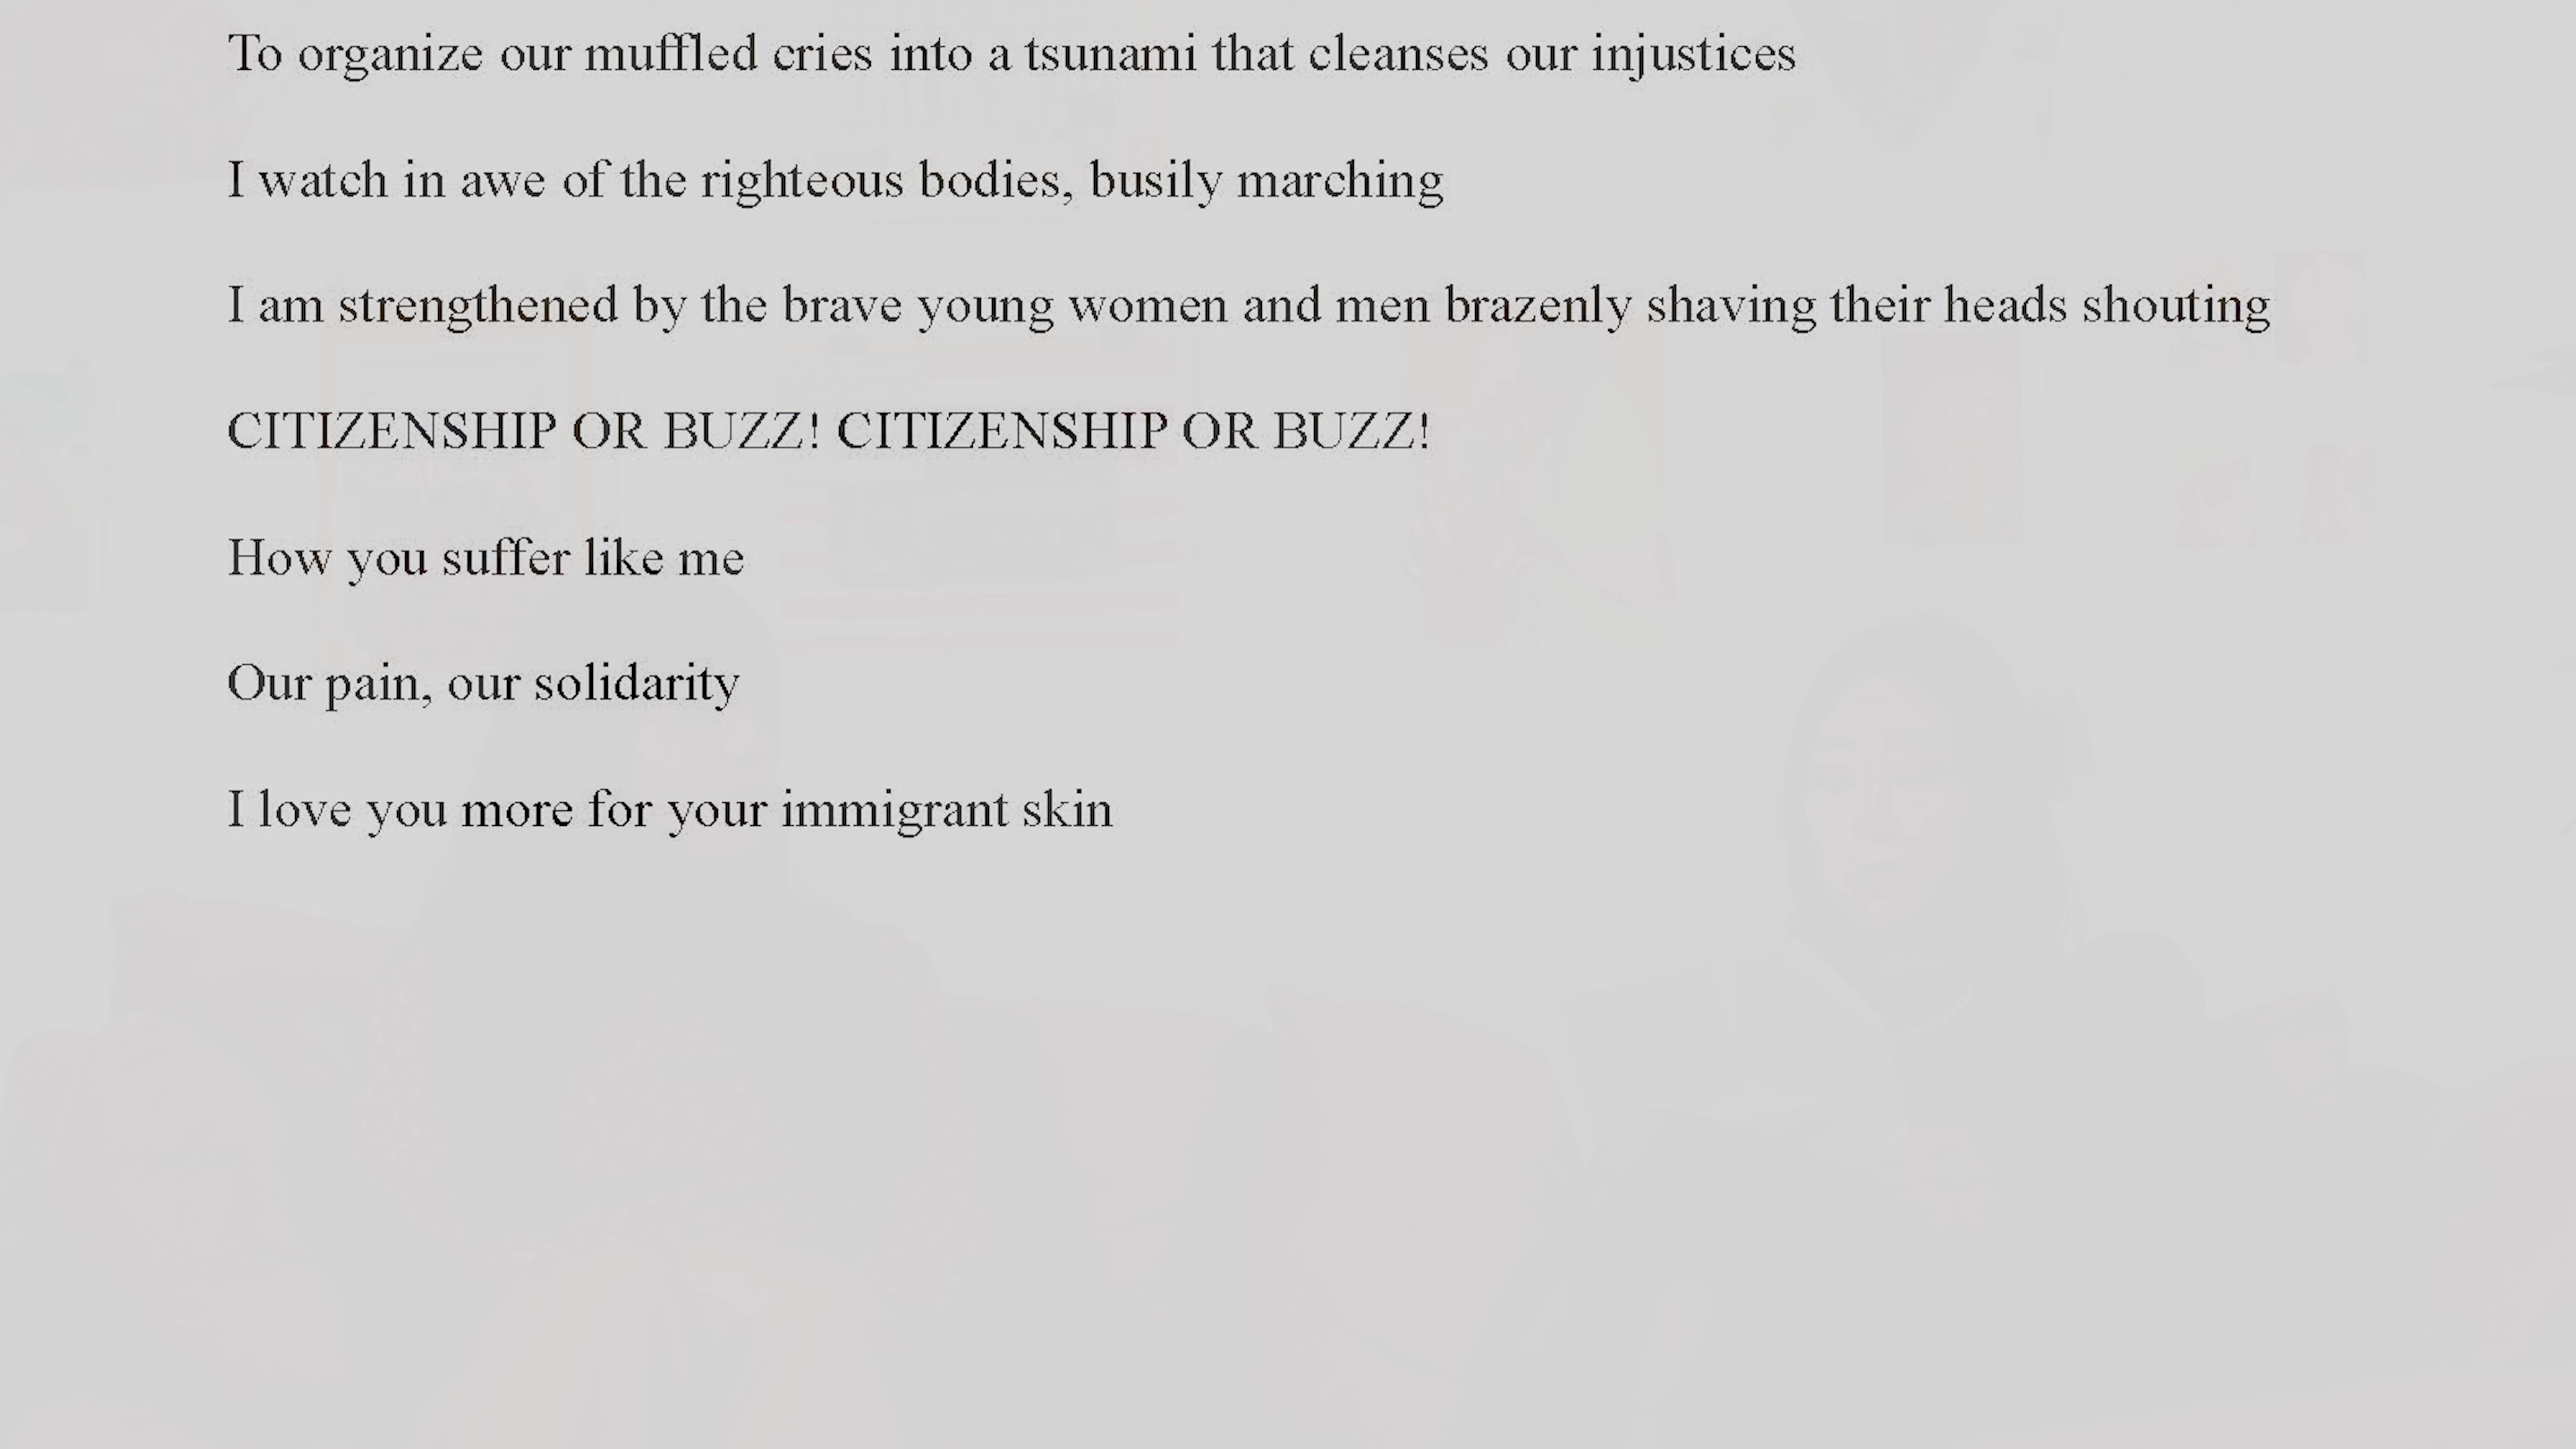 To organize our muffled cries into a tsunami that cleanses our injustices
I watch in awe of the righteous bodies, busily marching
I am strengthened by the brave young women and men brazenly shaving their heads shouting
CITIZENSHIP OR BUZZ! CITIZENSHIP OR BUZZ!
How you suffer like me
Our pain, our solidarity
I love you more for your immigrant skin